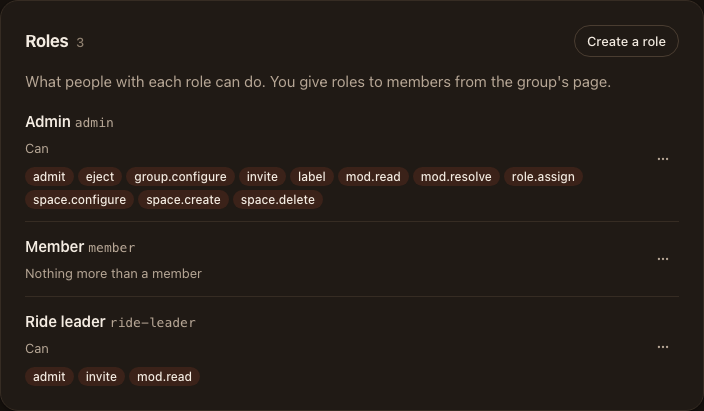 Roles 3
Create a role
What people with each role can do. You give roles to members from the group's page.
Admin admin
Can
admit eject group.configure invite label mod.read mod.resolve role.assign
space.configure space.create space.delete
Member member
Nothing more than a member
Ride leader ride-leader
Can
admit invite mod.read